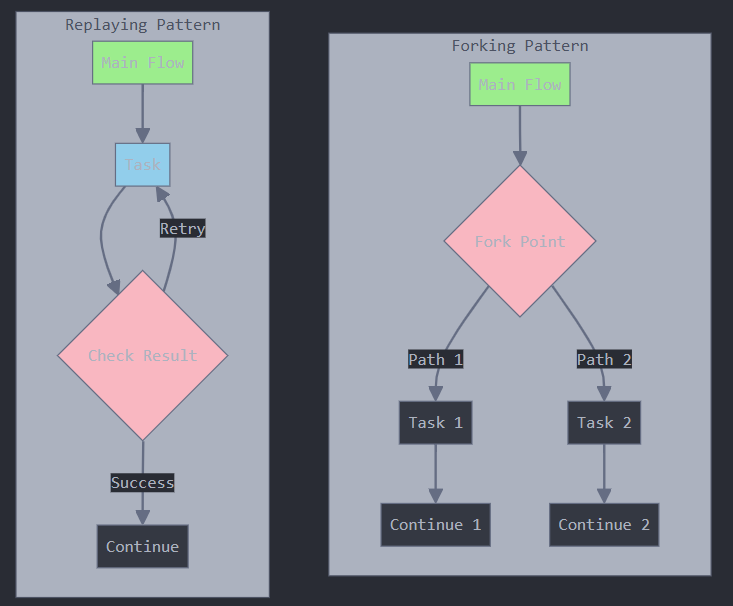 Replaying Pattern
Main Flow
Task
Retry
Check Result
Success
Continue
Forking Pattern
Main Flow
Fork Point
Path 1
Path 2
Task 1
Task 2
Continue 1
Continue 2